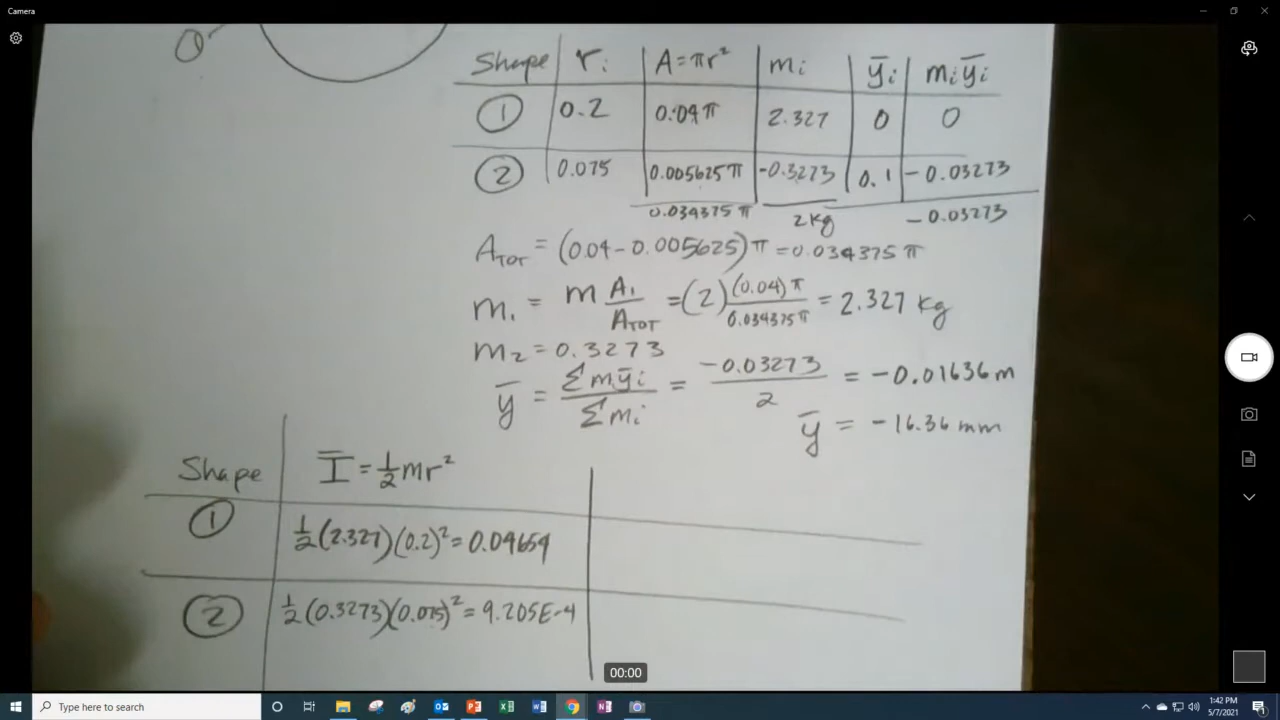 Camera
O
Shape rᵢ A=πr² mᵢ ȳᵢ mᵢȳᵢ
① 0.2 0.04π 2.327 0 0
② 0.075 0.005625π -0.3273 0.1 -0.03273
0.034375π 2kg -0.03273
A_TOT = (0.04-0.005625)π =0.034375π
m₁ = m A₁/A_TOT =(2) (0.04)π/0.034375π = 2.327 kg
m₂ = 0.3273
ȳ = Σmȳᵢ/Σmᵢ = -0.03273/2 = -0.01636m
ȳ = -16.36mm
Shape Ī=½mr²
① ½(2.327)(0.2)²=0.04654
② ½(0.3273)(0.075)²=9.205E-4
00:00
Type here to search
1:42 PM
5/7/2021